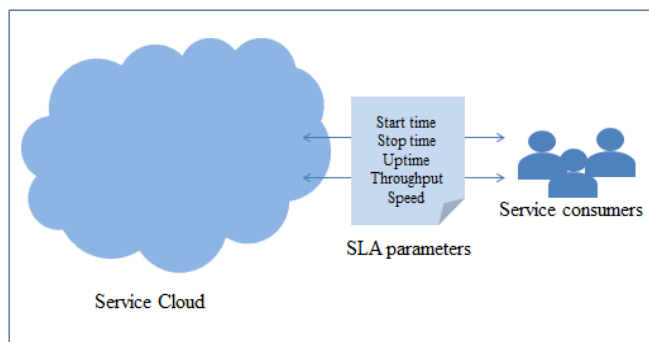 Start time
Stop time
Uptime
Throughput
Speed
Service consumers
SLA parameters
Service Cloud